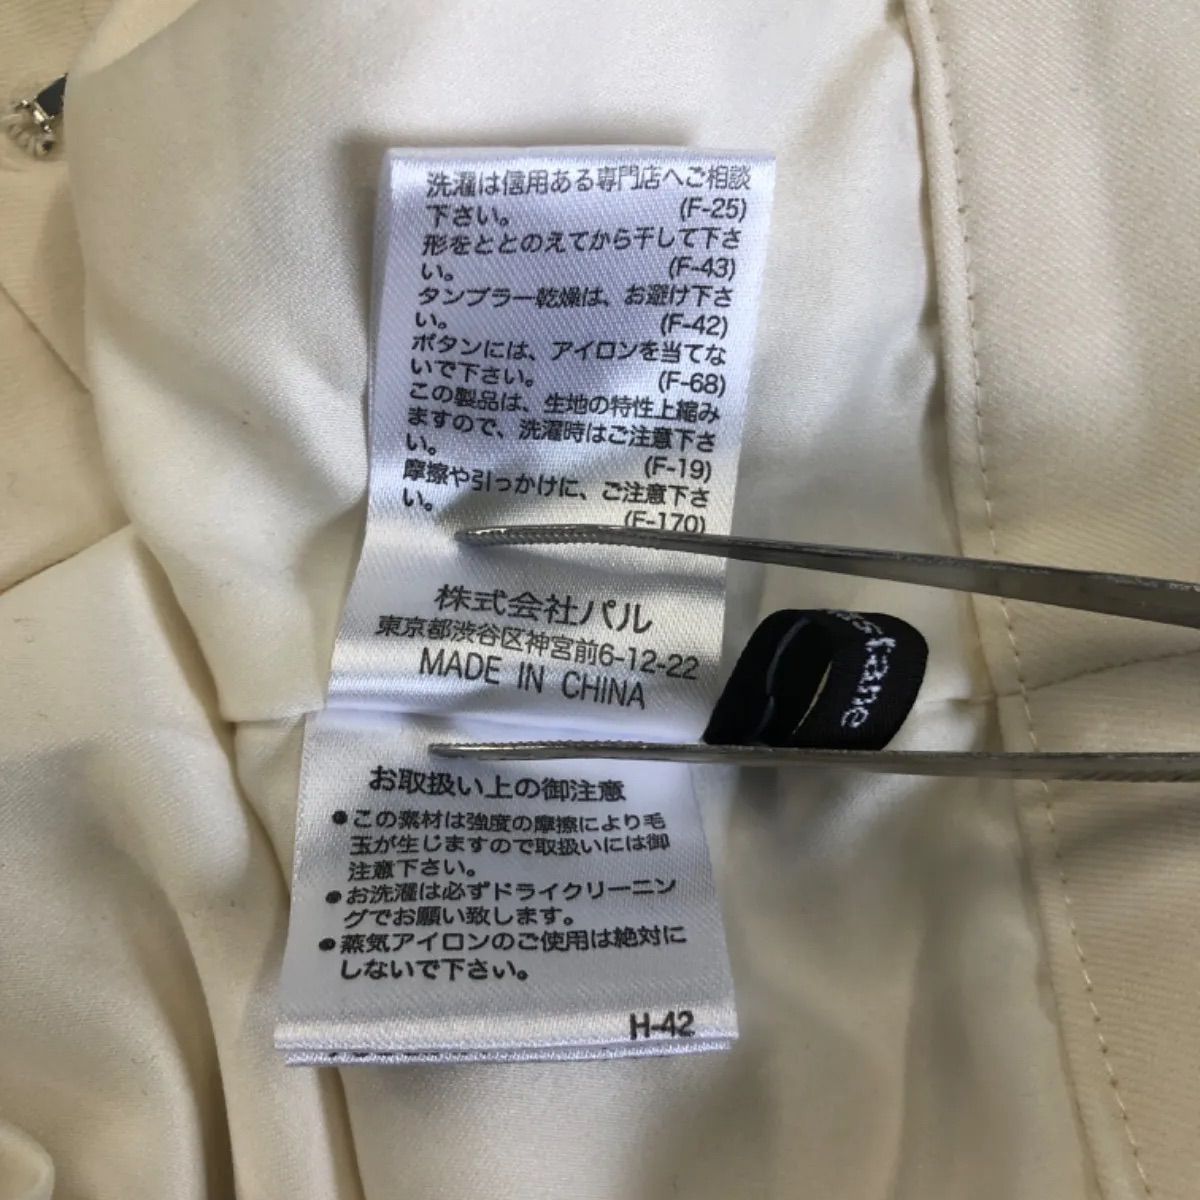 洗濯は信用ある専門店へご相談
下さい。 (F-25)
形をととのえてから干して下さ
い。 (F-43)
タンブラー乾燥は、お避け下さ
い。 (F-42)
ボタンには、アイロンを当てな
いで下さい。 (F-68)
この製品は、生地の特性上縮み
ますので、洗濯時はご注意下さ
い。 (F-19)
摩擦や引っかけに、ご注意下さ
い。 (F-170)
株式会社パル
東京都渋谷区神宮前6-12-22
MADE IN CHINA
お取扱い上の御注意
●この素材は強度の摩擦により毛
玉が生じますので取扱いには御
注意下さい。
●お洗濯は必ずドライクリーニン
グでお願い致します。
●蒸気アイロンのご使用は絶対に
しないで下さい。
H-42